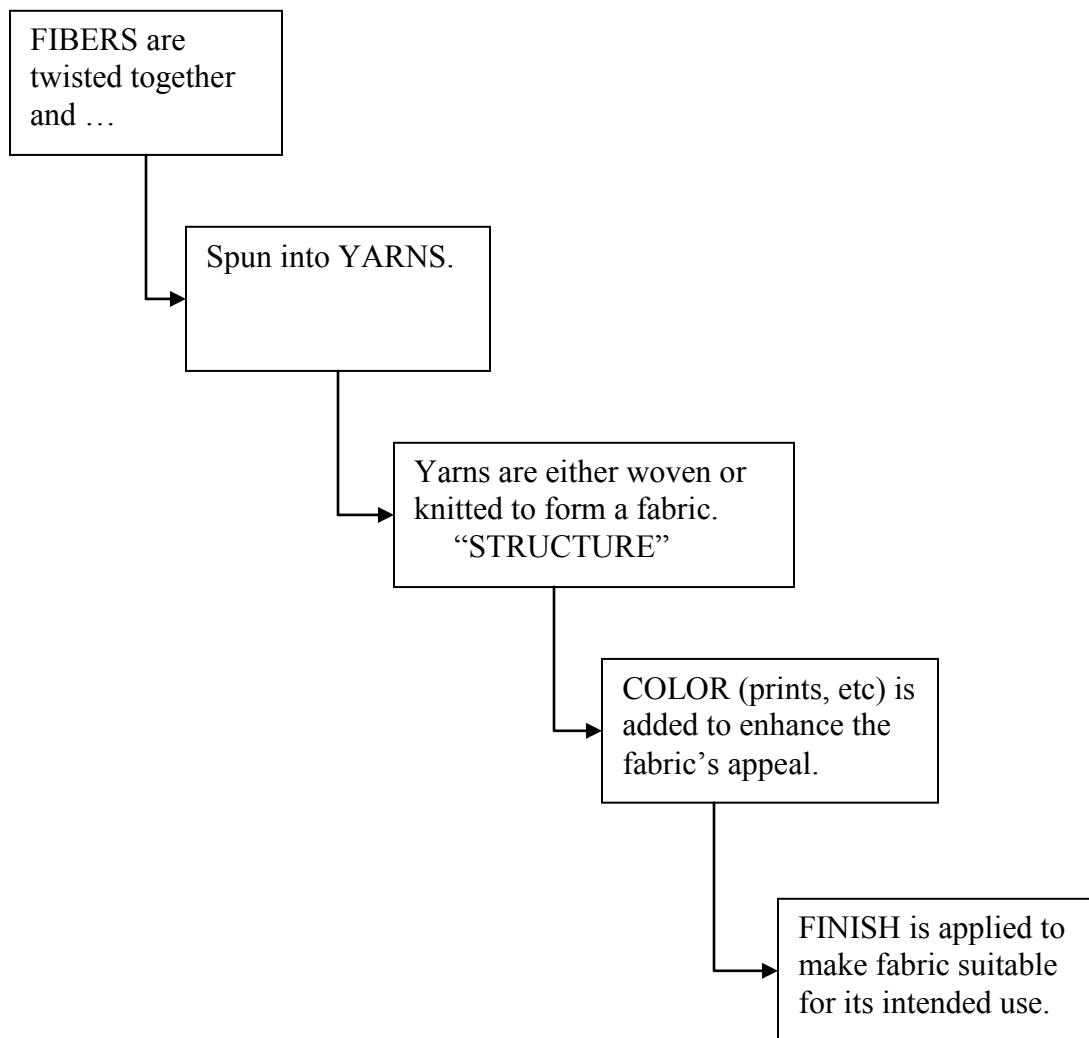 FIBERS are
twisted together
and …
Spun into YARNS.
Yarns are either woven or
knitted to form a fabric.
“STRUCTURE”
COLOR (prints, etc) is
added to enhance the
fabric’s appeal.
FINISH is applied to
make fabric suitable
for its intended use.